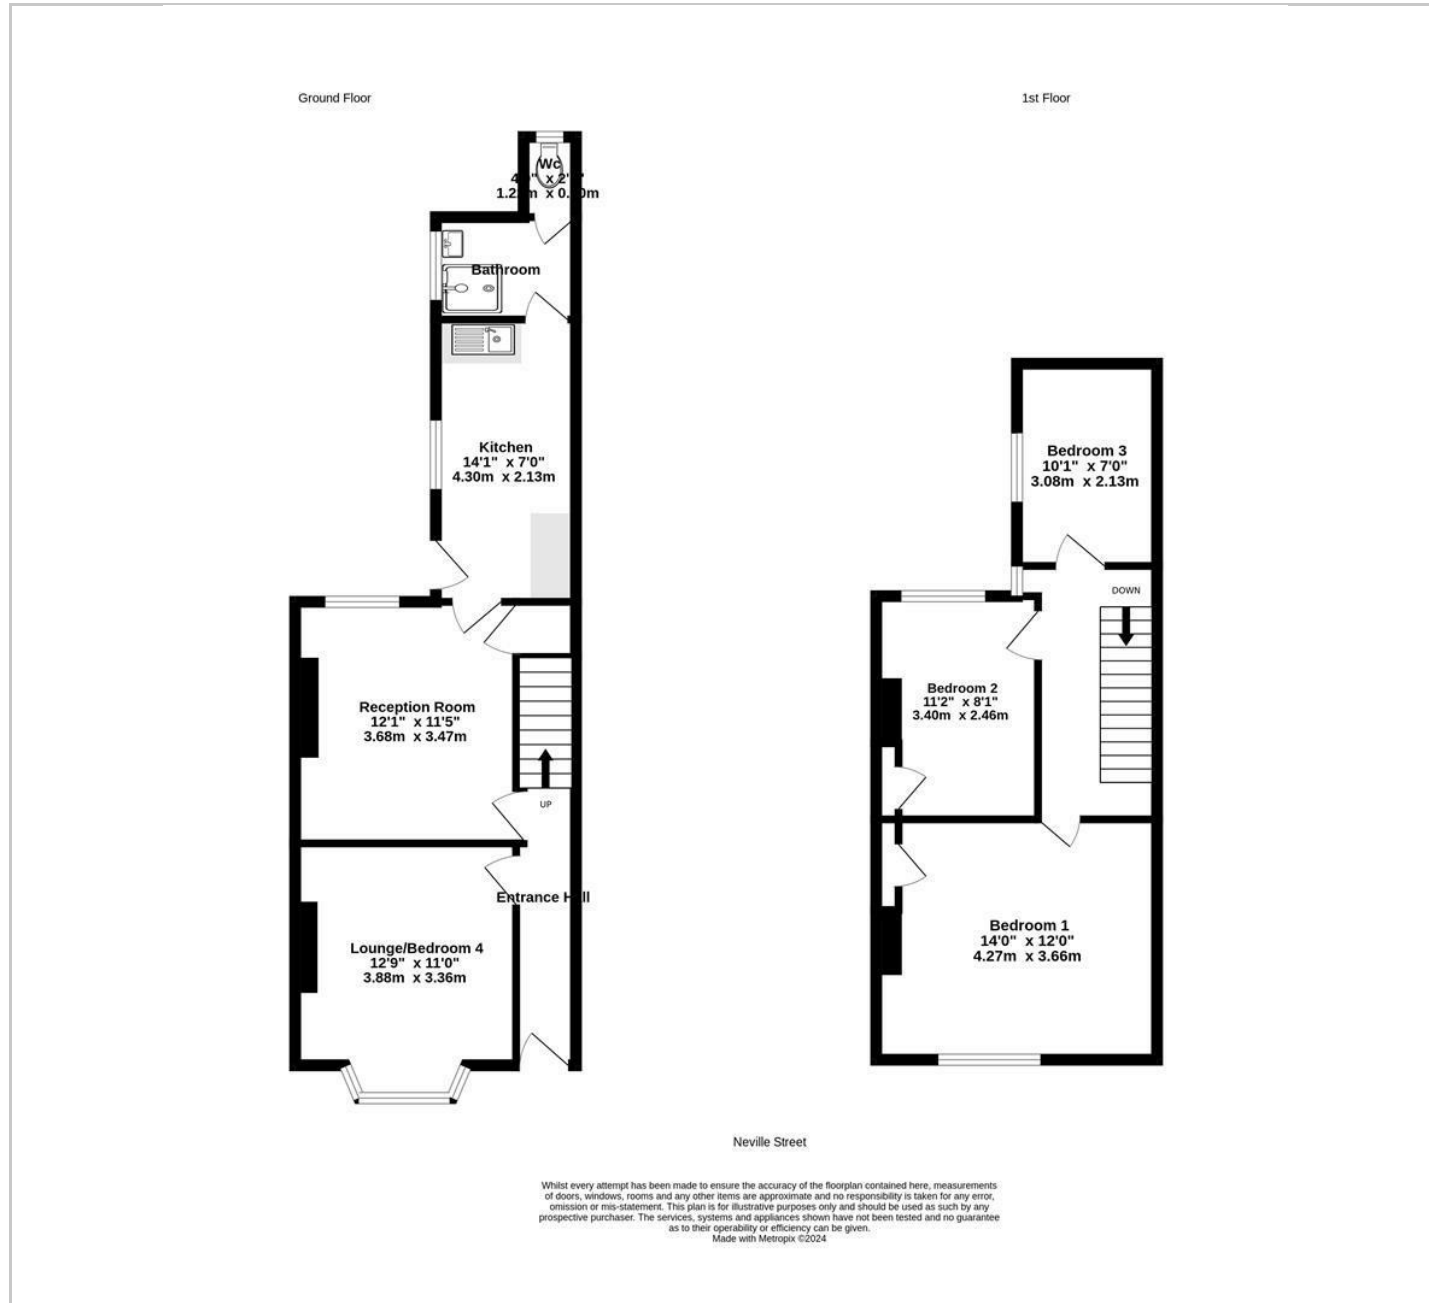 Ground Floor
1st Floor
Wc
Bathroom
Kitchen
14'1" x 7'0"
4.30m x 2.13m
Reception Room
12'1" x 11'5"
3.68m x 3.47m
UP
Entrance
Lounge/Bedroom 4
12'9" x 11'0"
3.88m x 3.36m
Bedroom 3
10'1" x 7'0"
3.08m x 2.13m
DOWN
Bedroom 2
11'2" x 8'1"
3.40m x 2.46m
Bedroom 1
14'0" x 12'0"
4.27m x 3.66m
Neville Street
Whilst every attempt has been made to ensure the accuracy of the floorplan contained here, measurements
of doors, windows, rooms and any other items are approximate and no responsibility is taken for any error,
omission or mis-statement. This plan is for illustrative purposes only and should be used as such by any
prospective purchaser. The services, systems and appliances shown have not been tested and no guarantee
as to their operability or efficiency can be given.
Made with Metropix ©2024